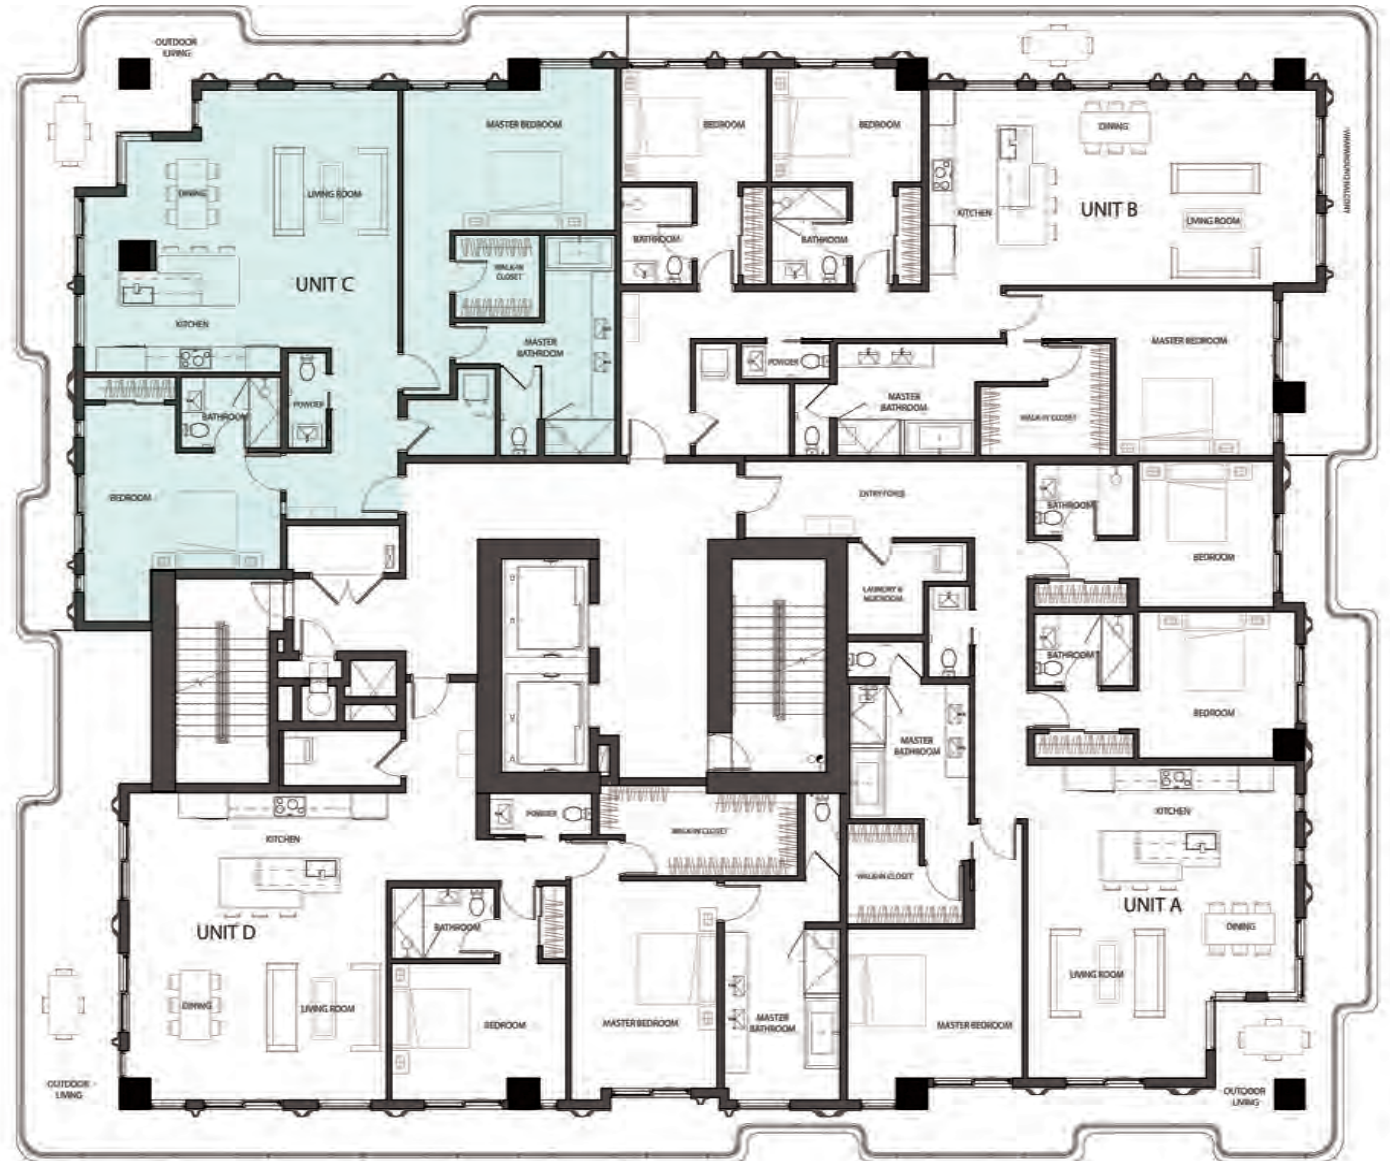 OUTDOOR
LIVING
MASTER BEDROOM
BEDROOM
BEDROOM
DINING
WRAPAROUND BALCONY
DINING
LIVING ROOM
KITCHEN
UNIT B
LIVING ROOM
BATHROOM
BATHROOM
WALK-IN
CLOSET
UNIT C
KITCHEN
MASTER
BATHROOM
MASTER BEDROOM
POWDER
BATHROOM
POWDER
MASTER
BATHROOM
WALK-IN CLOSET
BEDROOM
ENTRY FOYER
BATHROOM
BEDROOM
LAUNDRY &
MUDROOM
BATHROOM
BEDROOM
MASTER
BATHROOM
KITCHEN
POWDER
WALK-IN CLOSET
KITCHEN
WALK-IN CLOSET
UNIT A
UNIT D
BATHROOM
DINING
LIVING ROOM
DINING
LIVING ROOM
BEDROOM
MASTER BEDROOM
MASTER
BATHROOM
MASTER BEDROOM
OUTDOOR
LIVING
OUTDOOR
LIVING